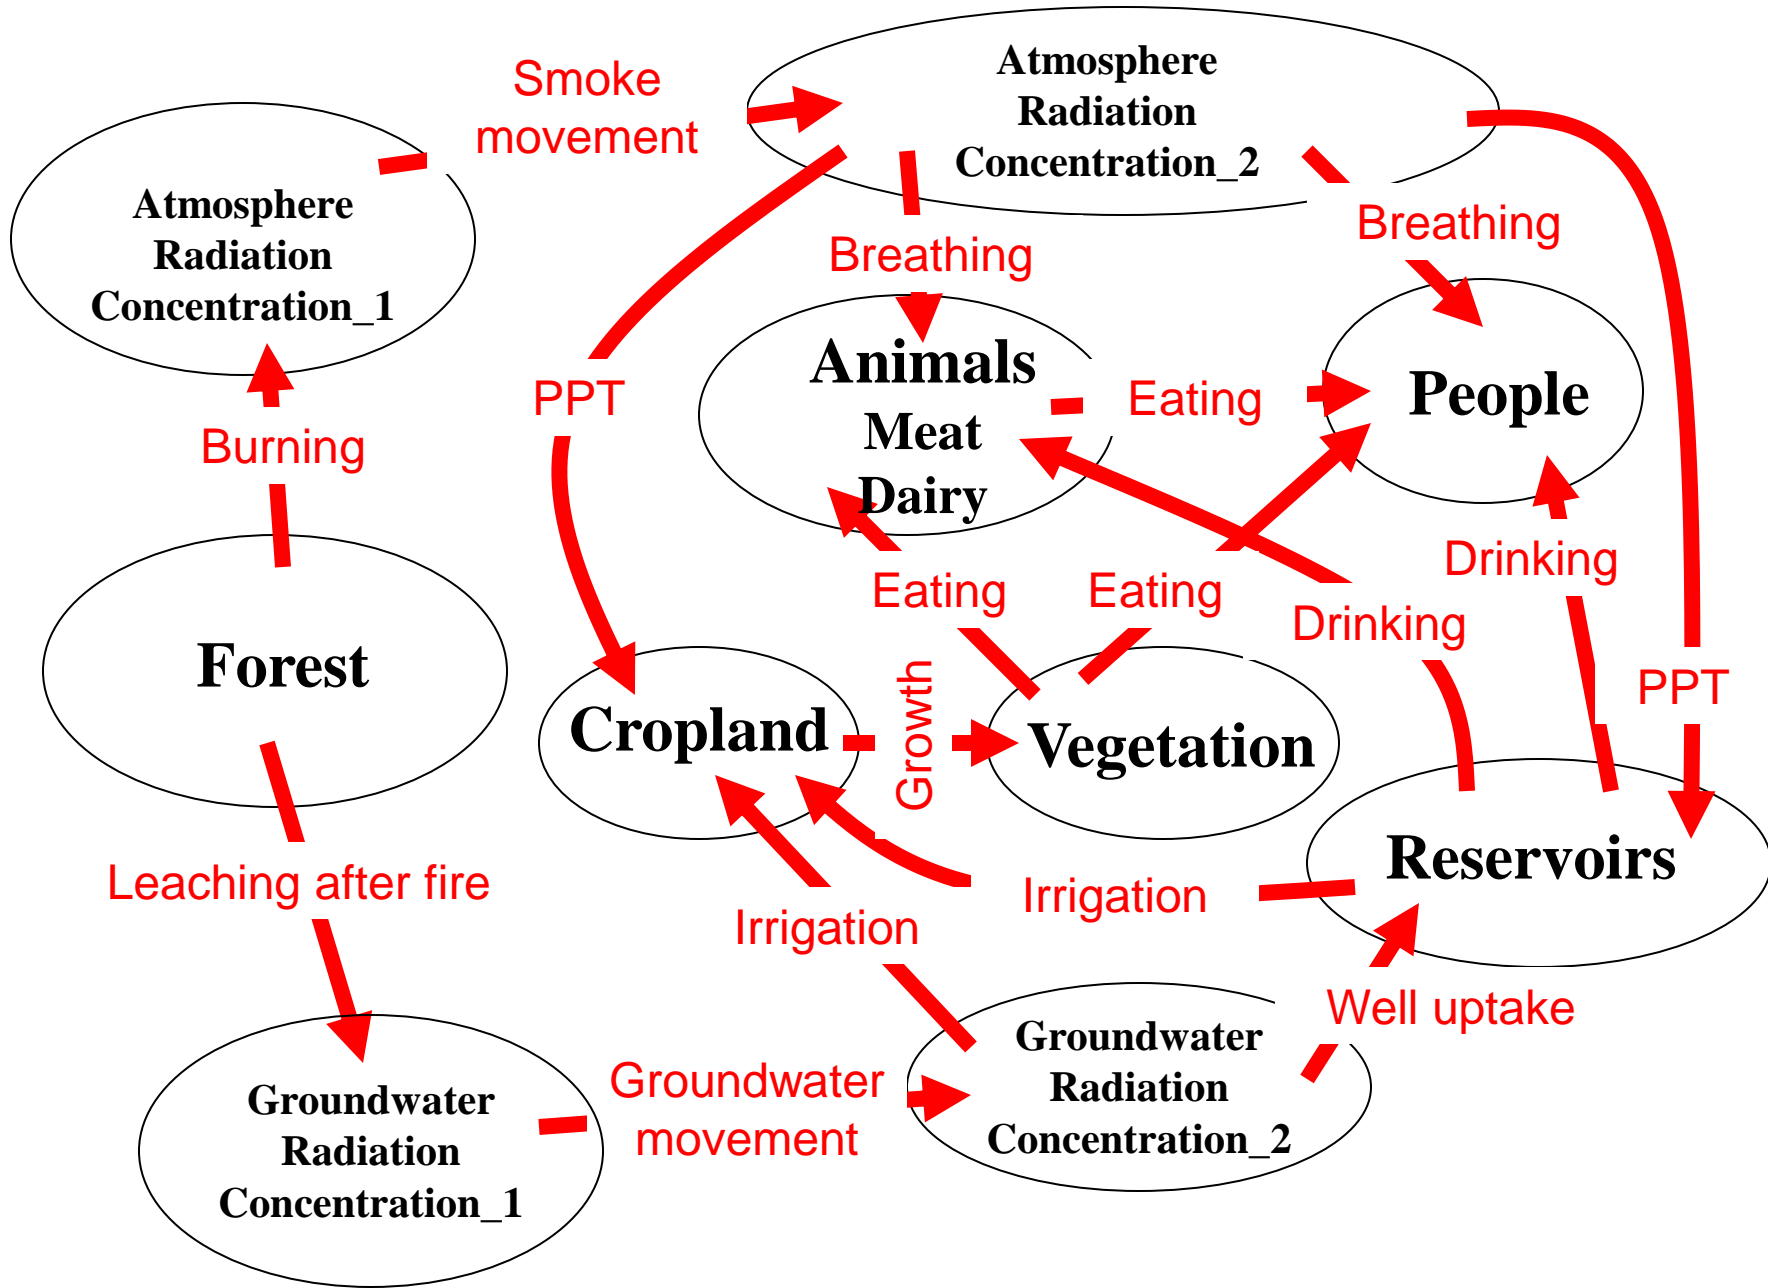 Smoke
movement
Atmosphere
Radiation
Concentration_2
Atmosphere
Radiation
Concentration_1
Breathing
Breathing
PPT
Animals
Meat
Dairy
Eating
People
Burning
Drinking
Eating
Eating
Drinking
Forest
Cropland
Growth
Vegetation
PPT
Reservoirs
Leaching after fire
Irrigation
Irrigation
Well uptake
Groundwater
Radiation
Concentration_1
Groundwater
movement
Groundwater
Radiation
Concentration_2